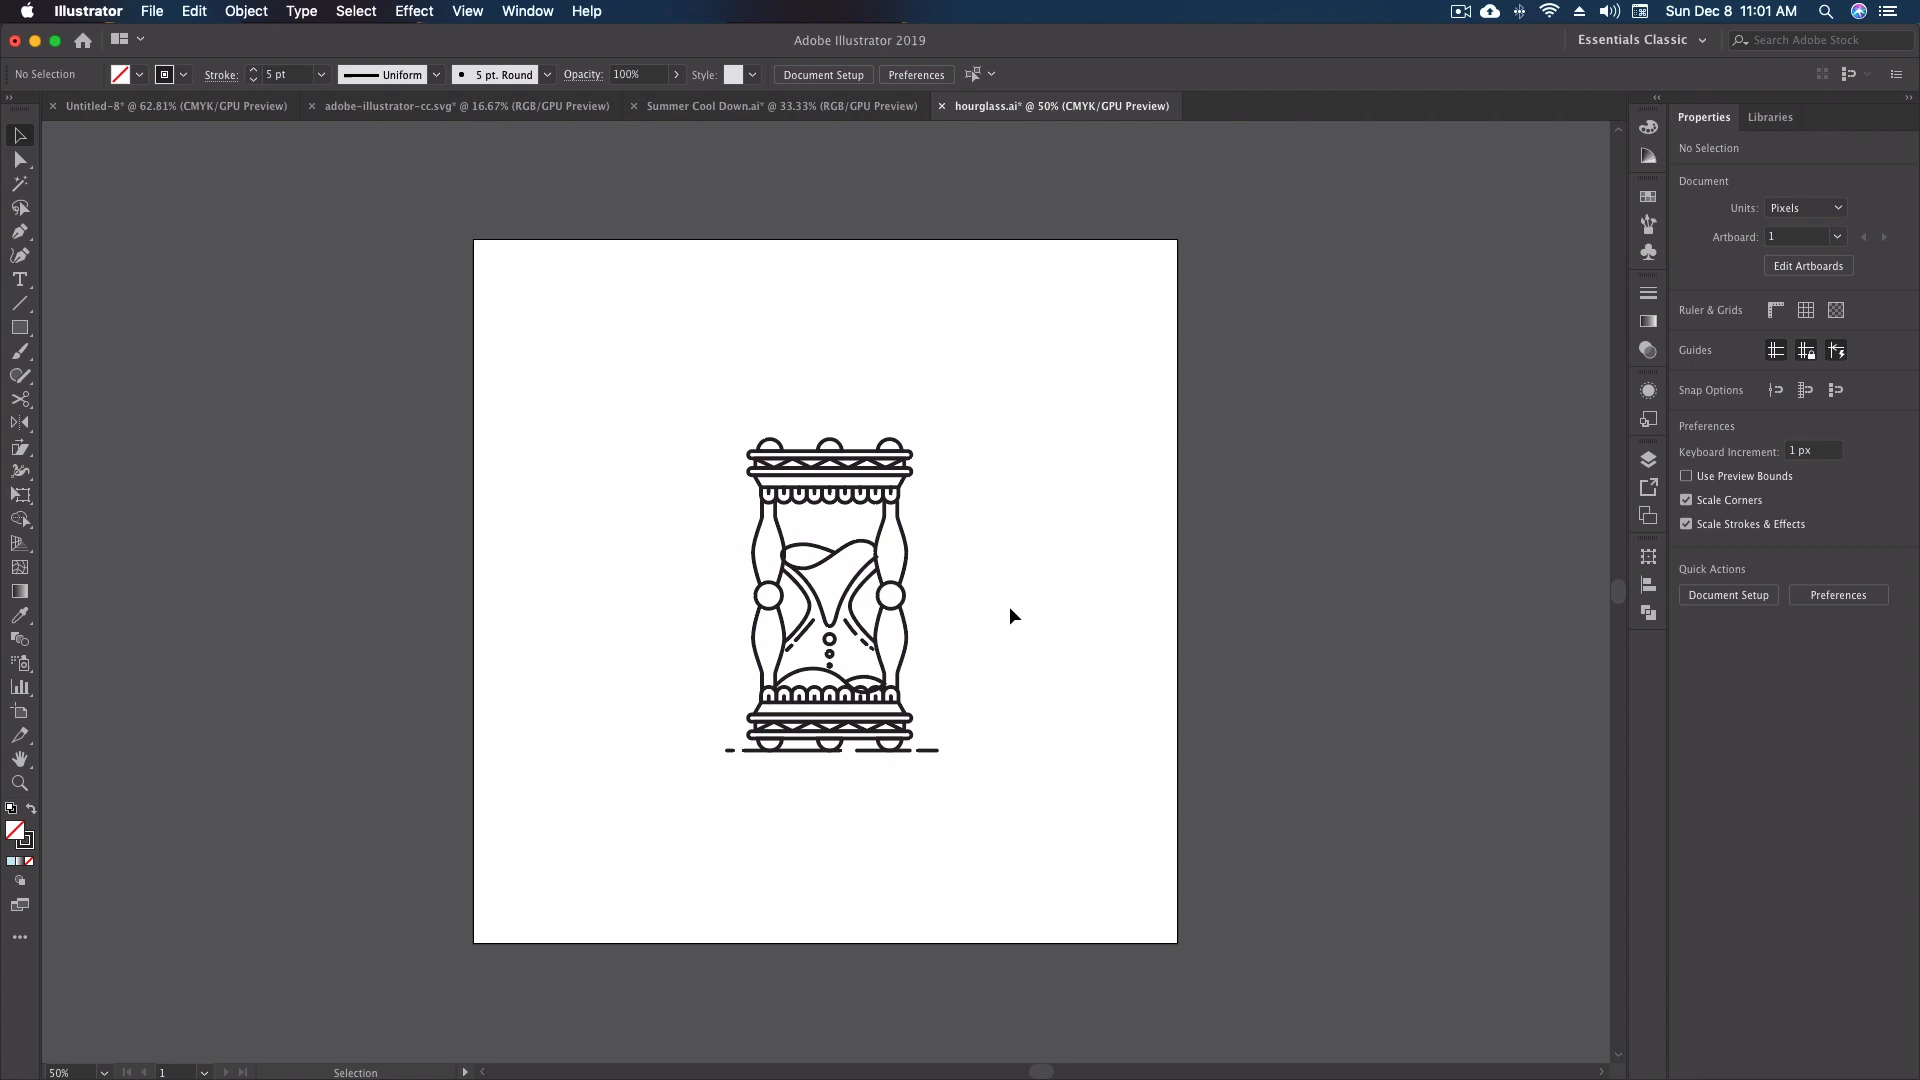 Illustrator File Edit Object Type Select Effect View Window Help Sun Dec 8 11:01 AM
Adobe Illustrator 2019 Essentials Classic Search Adobe Stock
No Selection Stroke: 5 pt Uniform 5 pt. Round Opacity: 100% Style: Document Setup Preferences
Untitled-8* @ 62.81% (CMYK/GPU Preview) adobe-illustrator-cc.svg* @ 16.67% (RGB/GPU Preview) Summer Cool Down.ai* @ 33.33% (RGB/GPU Preview) hourglass.ai* @ 50% (CMYK/GPU Preview)
Properties Libraries
No Selection
Document
Units: Pixels
Artboard: 1
Edit Artboards
Ruler & Grids
Guides
Snap Options
Preferences
Keyboard Increment: 1 px
Use Preview Bounds
Scale Corners
Scale Strokes & Effects
Quick Actions
Document Setup Preferences
50% 1 Selection